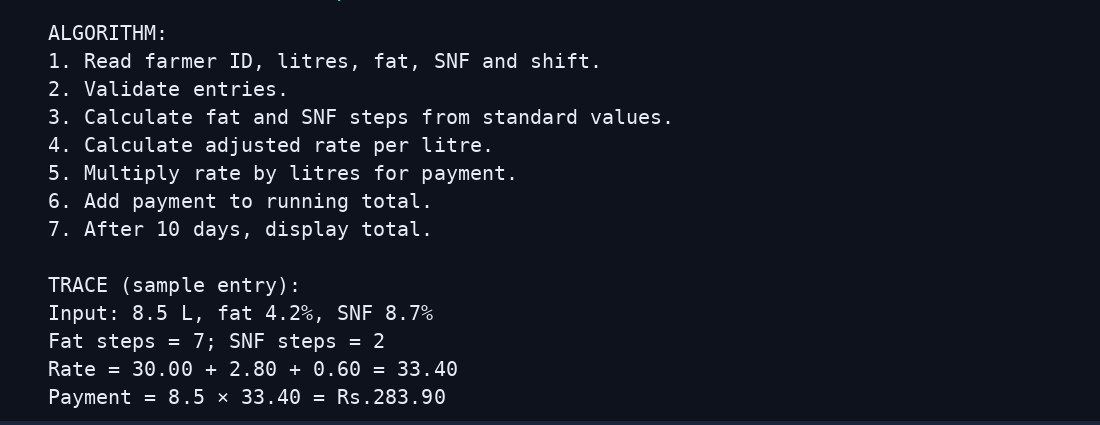 ALGORITHM:
1. Read farmer ID, litres, fat, SNF and shift.
2. Validate entries.
3. Calculate fat and SNF steps from standard values.
4. Calculate adjusted rate per litre.
5. Multiply rate by litres for payment.
6. Add payment to running total.
7. After 10 days, display total.
TRACE (sample entry):
Input: 8.5 L, fat 4.2%, SNF 8.7%
Fat steps = 7; SNF steps = 2
Rate = 30.00 + 2.80 + 0.60 = 33.40
Payment = 8.5 × 33.40 = Rs.283.90